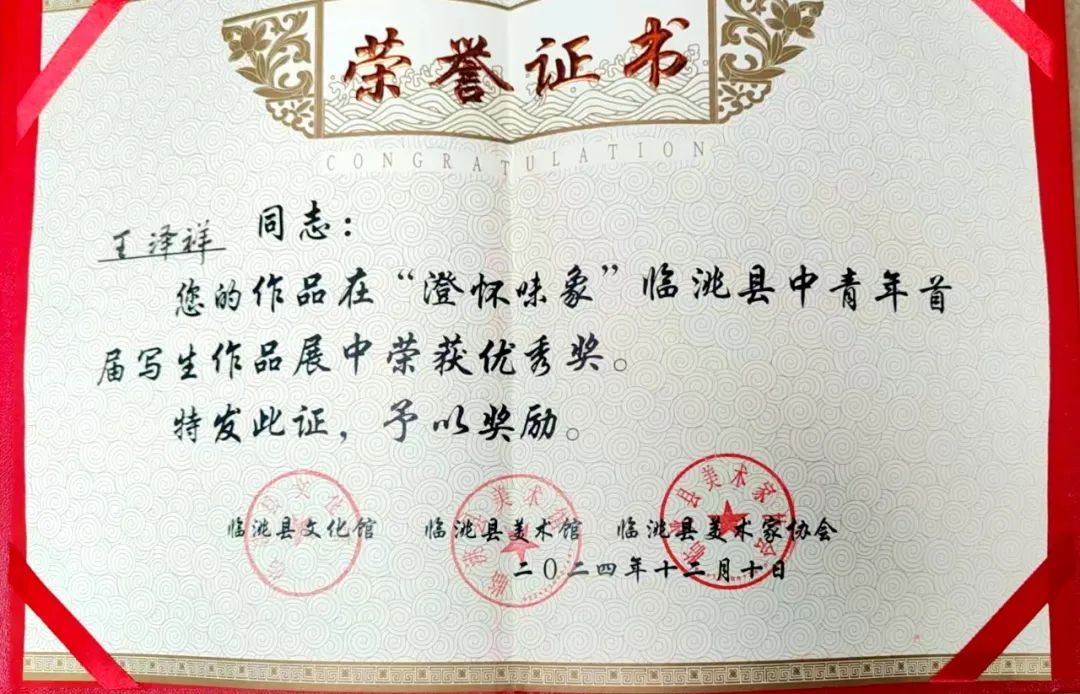 荣誉证书
CONGRATULATION
王泽祥 同志：
您的作品在“澄怀味象”临洮县中青年首
届写生作品展中荣获优秀奖。
特发此证，予以奖励。
临洮县文化馆 临洮县美术馆 临洮县美术家协会
二〇二四年十二月十日